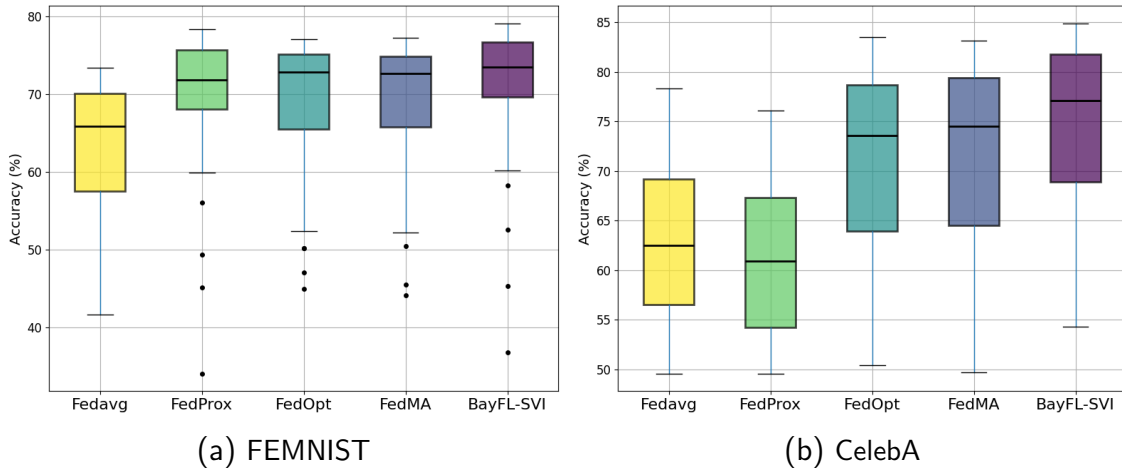 80
70
60
50
40
Accuracy (%)
Fedavg FedProx FedOpt FedMA BayFL-SVI
(a) FEMNIST
85
80
75
70
65
60
55
50
Accuracy (%)
Fedavg FedProx FedOpt FedMA BayFL-SVI
(b) CelebA